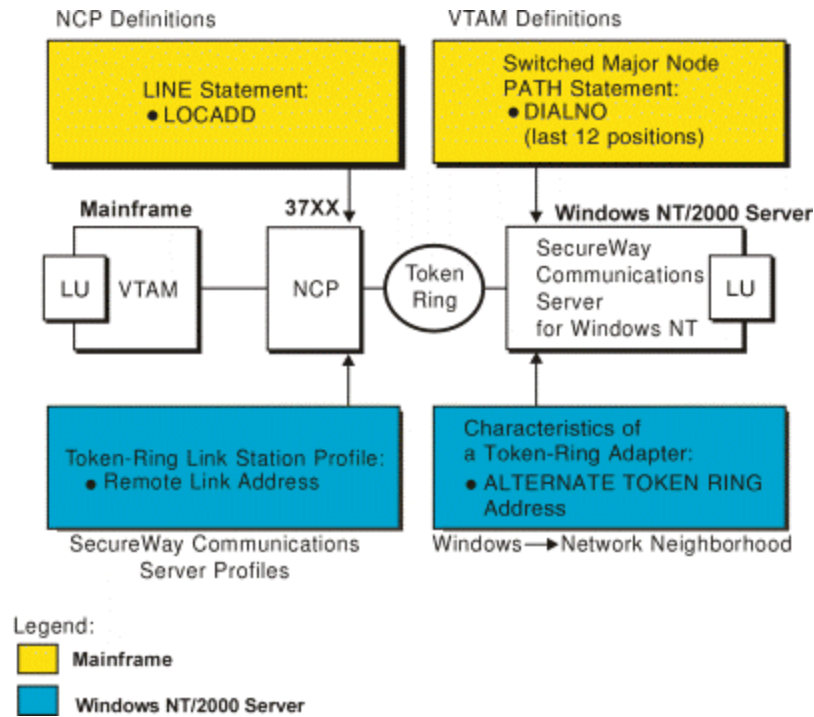 NCP Definitions
VTAM Definitions
LINE Statement:
● LOCADD
Switched Major Node
PATH Statement:
● DIALNO
(last 12 positions)
Mainframe
37XX
Windows NT/2000 Server
LU
VTAM
NCP
Token
Ring
SecureWay
Communications
Server
for Windows NT
LU
Token-Ring Link Station Profile:
● Remote Link Address
Characteristics of
a Token-Ring Adapter:
● ALTERNATE TOKEN RING
Address
SecureWay Communications
Server Profiles
Windows→Network Neighborhood
Legend:
Mainframe
Windows NT/2000 Server